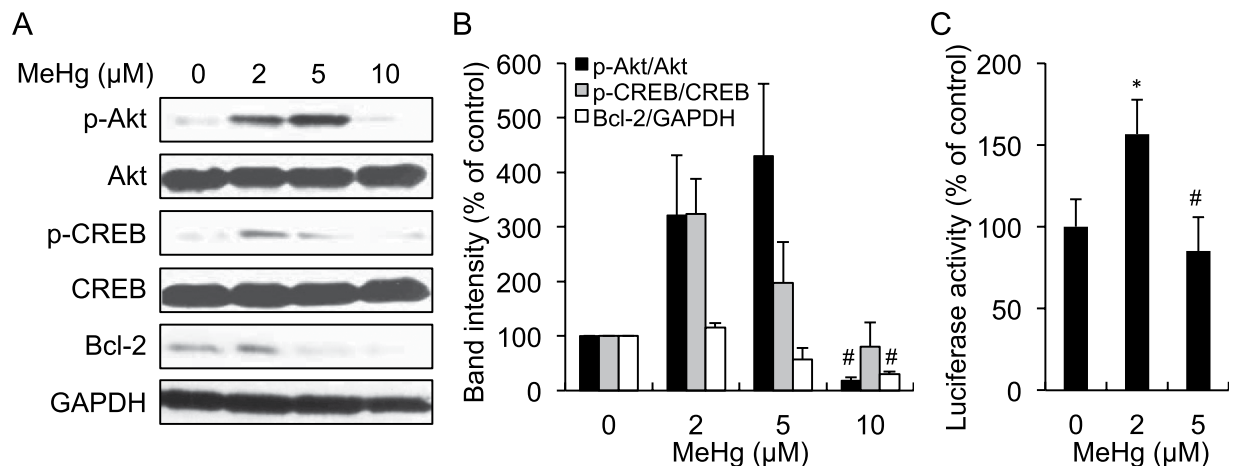 A
MeHg (µM) 0 2 5 10
p-Akt
Akt
p-CREB
CREB
Bcl-2
GAPDH
B
Band intensity (% of control)
600
500
400
300
200
100
0
p-Akt/Akt
p-CREB/CREB
Bcl-2/GAPDH
# #
0 2 5 10
MeHg (µM)
C
Luciferase activity (% of control)
200
150
100
50
0
*
#
0 2 5
MeHg (µM)